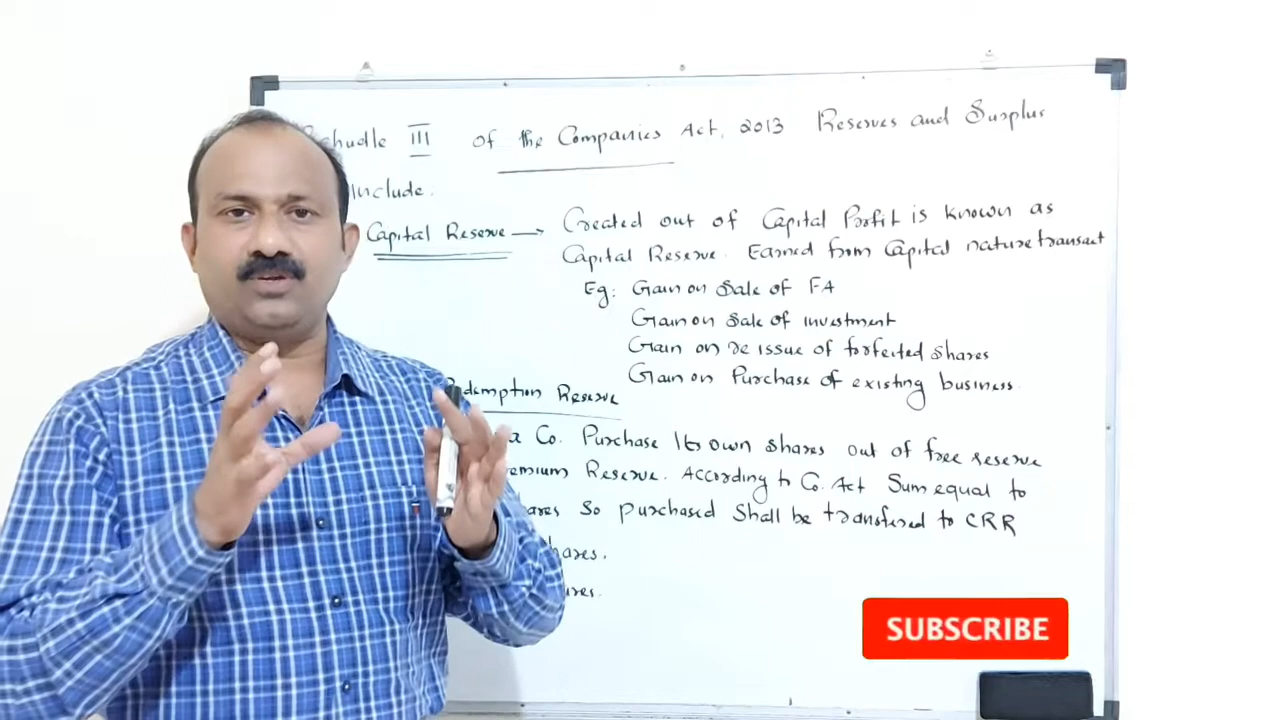 III of the Companies Act, 2013 Reserves and Surplus
Include.
Capital Reserve → Created out of Capital Profit is known as
Capital Reserve. Earned from Capital nature transact
Eg: Gain on Sale of FA
Gain on Sale of investment
Gain on re issue of forfeited shares
Gain on Purchase of existing business.
Redemption Reserve
a Co. Purchase its own shares out of free reserve
Reserve. According to Co. Act Sum equal to
so purchased shall be transfered to CRR
SUBSCRIBE